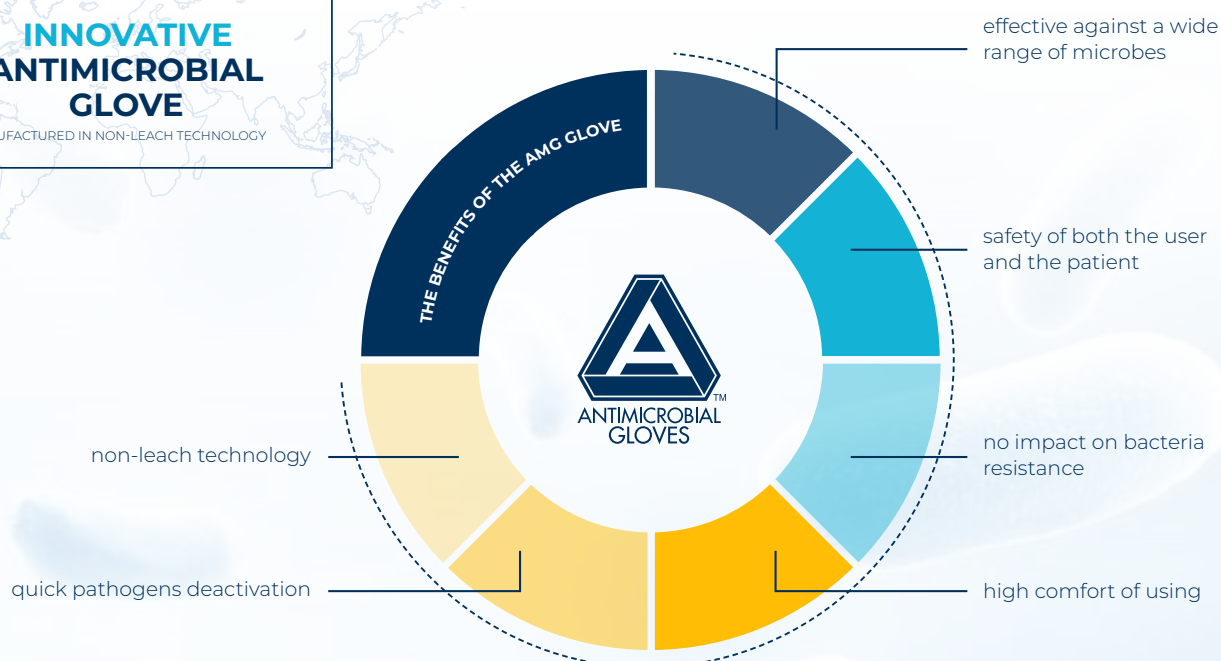 INNOVATIVE
ANTIMICROBIAL
GLOVE
MANUFACTURED IN NON-LEACH TECHNOLOGY
THE BENEFITS OF THE AMG GLOVE
effective against a wide
range of microbes
safety of both the user
and the patient
no impact on bacteria
resistance
high comfort of using
quick pathogens deactivation
non-leach technology
A
TM
ANTIMICROBIAL
GLOVES